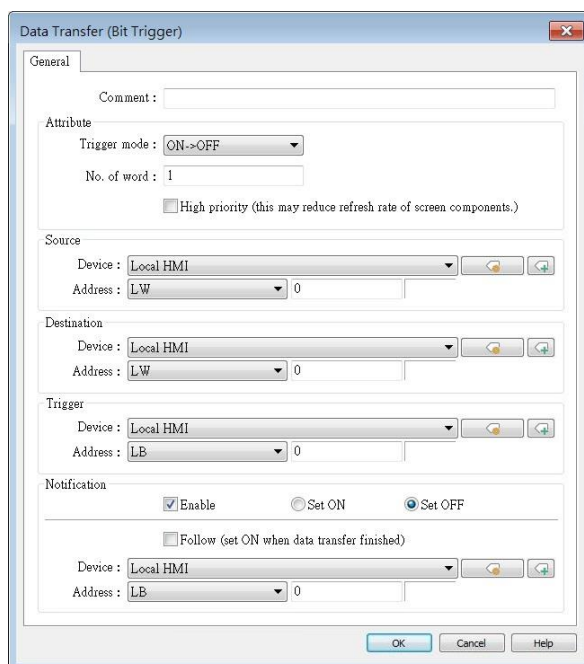 Data Transfer (Bit Trigger)
General
Comment :
Attribute
Trigger mode : ON->OFF
No. of word : 1
High priority (this may reduce refresh rate of screen components.)
Source
Device : Local HMI
Address : LW 0
Destination
Device : Local HMI
Address : LW 0
Trigger
Device : Local HMI
Address : LB 0
Notification
Enable Set ON Set OFF
Follow (set ON when data transfer finished)
Device : Local HMI
Address : LB 0
OK Cancel Help